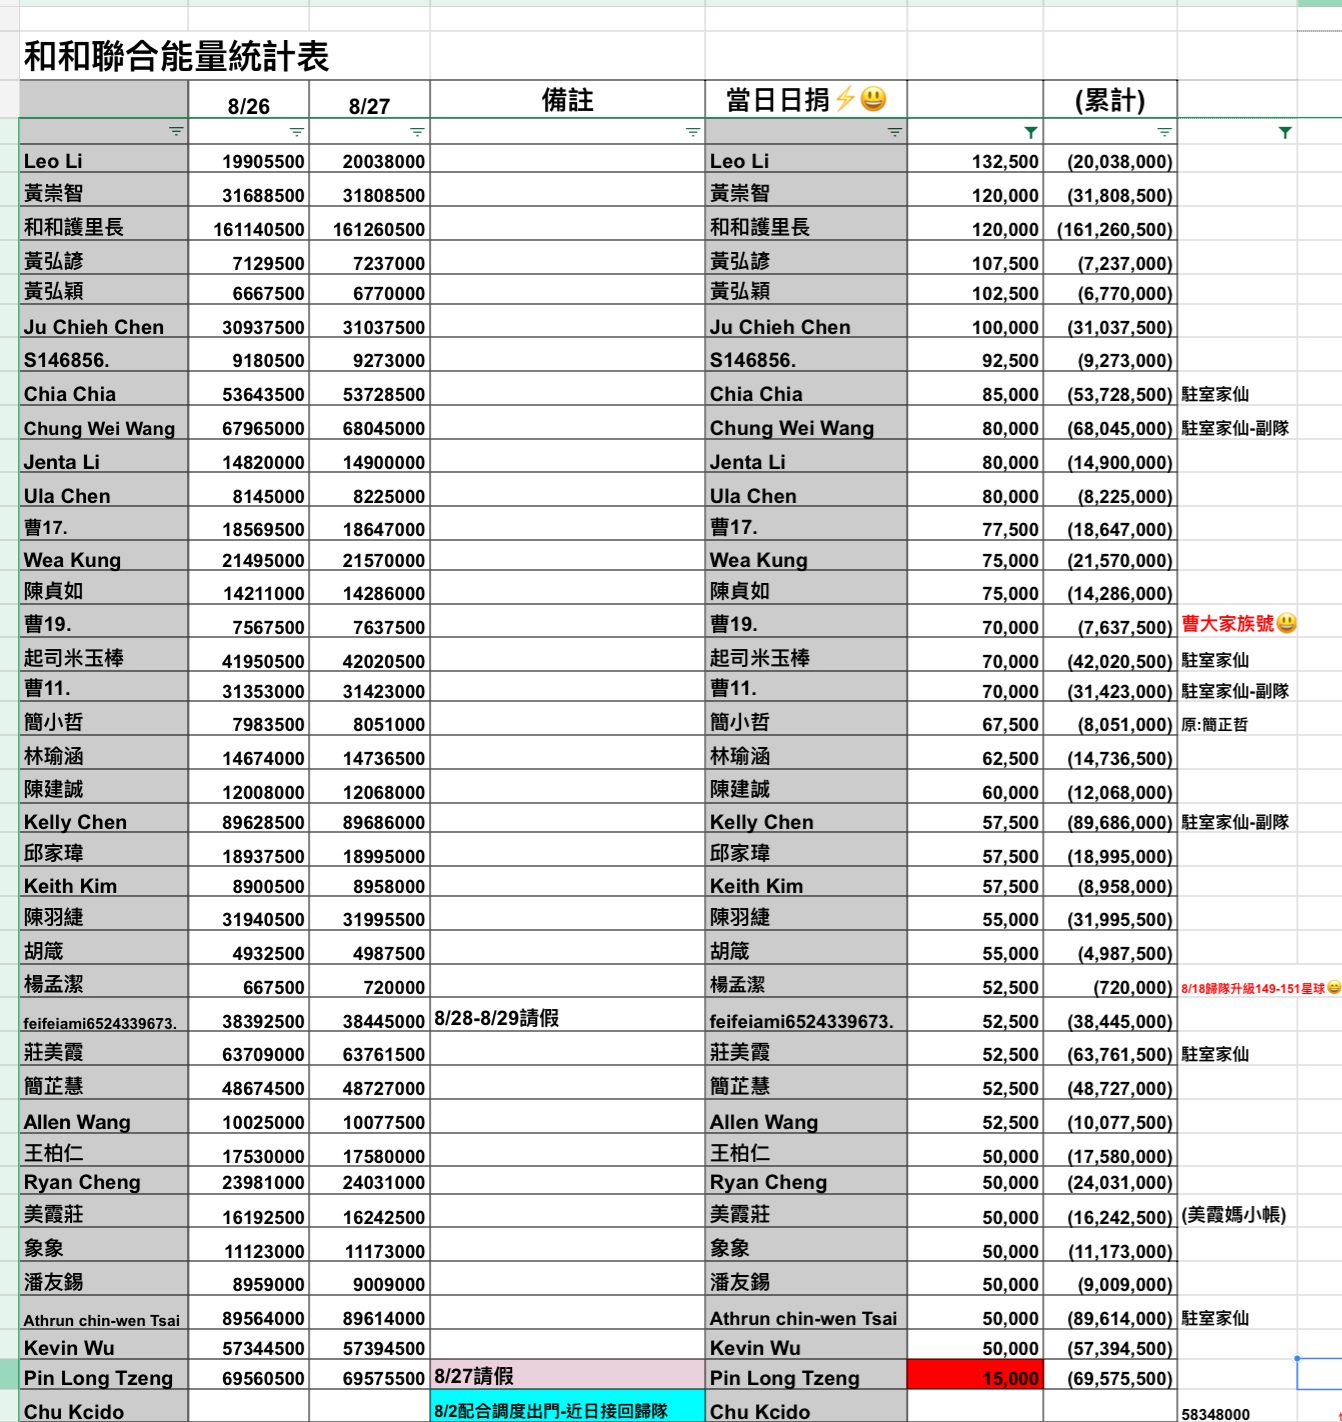 和和聯合能量統計表
8/26 8/27 備註 當日日捐⚡😃 (累計)
Leo Li 19905500 20038000 Leo Li 132,500 (20,038,000)
黃崇智 31688500 31808500 黃崇智 120,000 (31,808,500)
和和護里長 161140500 161260500 和和護里長 120,000 (161,260,500)
黃弘諺 7129500 7237000 黃弘諺 107,500 (7,237,000)
黃弘穎 6667500 6770000 黃弘穎 102,500 (6,770,000)
Ju Chieh Chen 30937500 31037500 Ju Chieh Chen 100,000 (31,037,500)
S146856. 9180500 9273000 S146856. 92,500 (9,273,000)
Chia Chia 53643500 53728500 Chia Chia 85,000 (53,728,500) 駐室家仙
Chung Wei Wang 67965000 68045000 Chung Wei Wang 80,000 (68,045,000) 駐室家仙-副隊
Jenta Li 14820000 14900000 Jenta Li 80,000 (14,900,000)
Ula Chen 8145000 8225000 Ula Chen 80,000 (8,225,000)
曹17. 18569500 18647000 曹17. 77,500 (18,647,000)
Wea Kung 21495000 21570000 Wea Kung 75,000 (21,570,000)
陳貞如 14211000 14286000 陳貞如 75,000 (14,286,000)
曹19. 7567500 7637500 曹19. 70,000 (7,637,500) 曹大家族號😃
起司米玉棒 41950500 42020500 起司米玉棒 70,000 (42,020,500) 駐室家仙
曹11. 31353000 31423000 曹11. 70,000 (31,423,000) 駐室家仙-副隊
簡小哲 7983500 8051000 簡小哲 67,500 (8,051,000) 原:簡正哲
林瑜涵 14674000 14736500 林瑜涵 62,500 (14,736,500)
陳建誠 12008000 12068000 陳建誠 60,000 (12,068,000)
Kelly Chen 89628500 89686000 Kelly Chen 57,500 (89,686,000) 駐室家仙-副隊
邱家瑋 18937500 18995000 邱家瑋 57,500 (18,995,000)
Keith Kim 8900500 8958000 Keith Kim 57,500 (8,958,000)
陳羽緁 31940500 31995500 陳羽緁 55,000 (31,995,500)
胡箴 4932500 4987500 胡箴 55,000 (4,987,500)
楊孟潔 667500 720000 楊孟潔 52,500 (720,000) 8/18歸隊升級149-151星球😄
feifeiami6524339673. 38392500 38445000 8/28-8/29請假 feifeiami6524339673. 52,500 (38,445,000)
莊美霞 63709000 63761500 莊美霞 52,500 (63,761,500) 駐室家仙
簡芷慧 48674500 48727000 簡芷慧 52,500 (48,727,000)
Allen Wang 10025000 10077500 Allen Wang 52,500 (10,077,500)
王柏仁 17530000 17580000 王柏仁 50,000 (17,580,000)
Ryan Cheng 23981000 24031000 Ryan Cheng 50,000 (24,031,000)
美霞莊 16192500 16242500 美霞莊 50,000 (16,242,500) (美霞媽小帳)
象象 11123000 11173000 象象 50,000 (11,173,000)
潘友錫 8959000 9009000 潘友錫 50,000 (9,009,000)
Athrun chin-wen Tsai 89564000 89614000 Athrun chin-wen Tsai 50,000 (89,614,000) 駐室家仙
Kevin Wu 57344500 57394500 Kevin Wu 50,000 (57,394,500)
Pin Long Tzeng 69560500 69575500 8/27請假 Pin Long Tzeng 15,000 (69,575,500)
Chu Kcido 8/2配合調度出門-近日接回歸隊 Chu Kcido 58348000